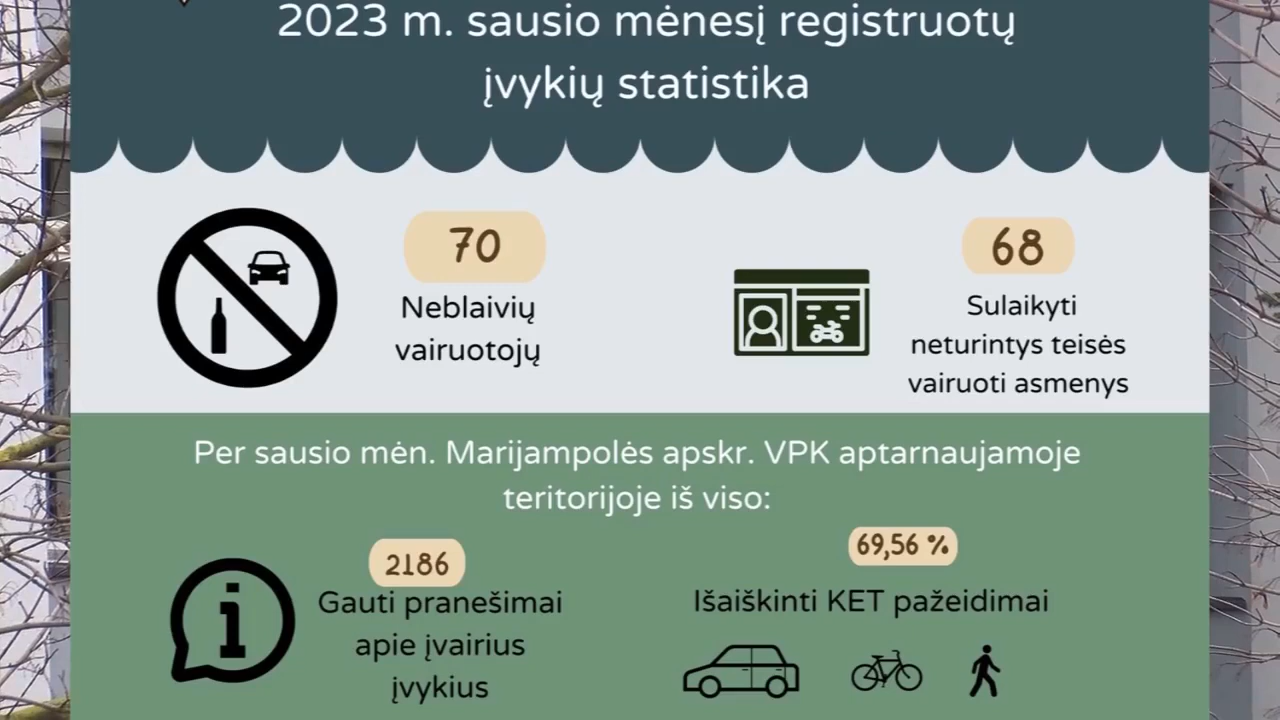 2023 m. sausio mėnesį registruotų
įvykių statistika
70
Neblaivių
vairuotojų
68
Sulaikyti
neturintys teisės
vairuoti asmenys
Per sausio mėn. Marijampolės apskr. VPK aptarnaujamoje
teritorijoje iš viso:
2186
Gauti pranešimai
apie įvairius
įvykius
69,56 %
Išaiškinti KET pažeidimai